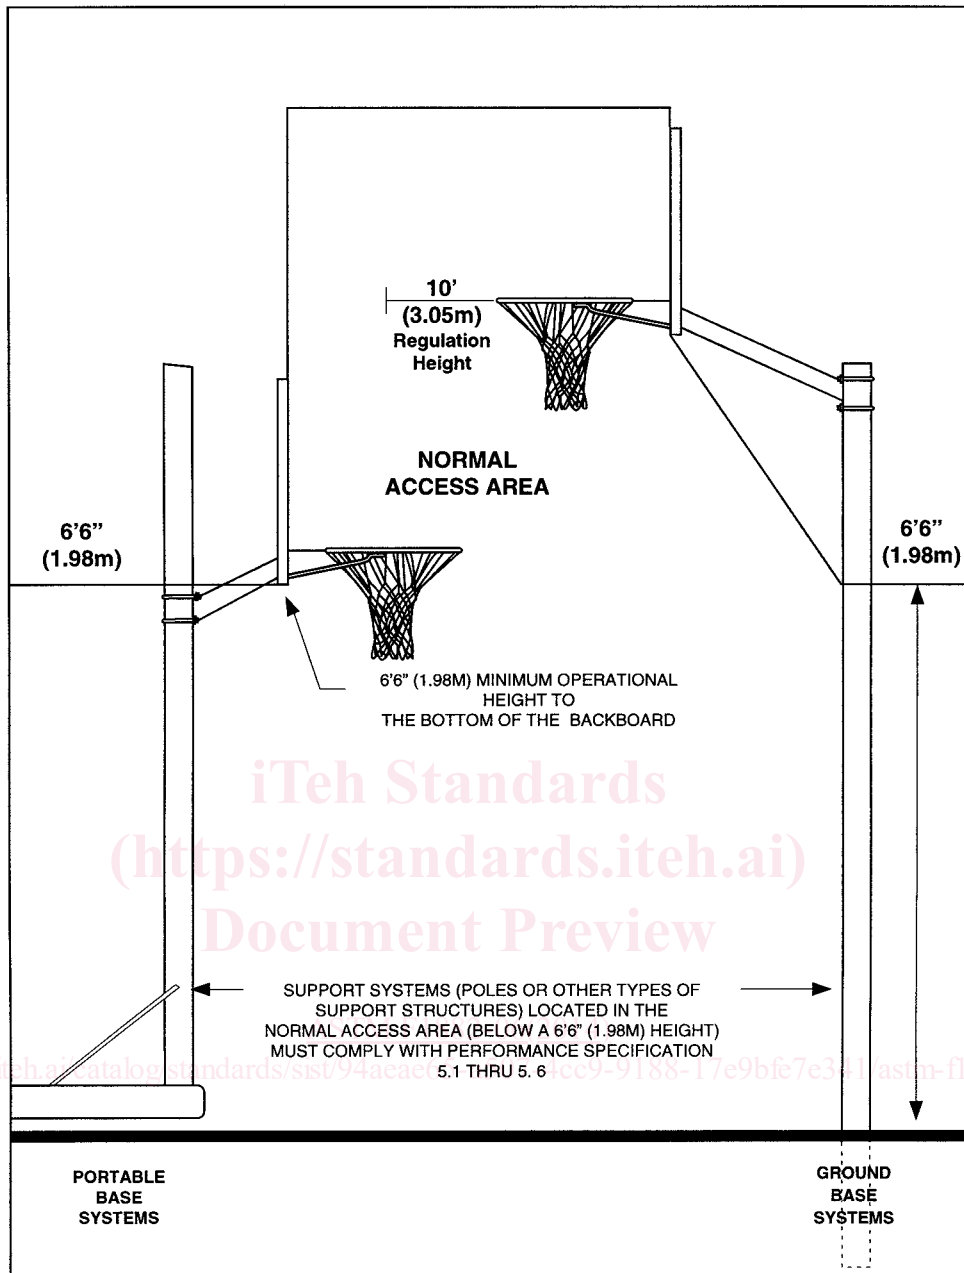 10'
(3.05m)
Regulation
Height
NORMAL
ACCESS AREA
6'6”
(1.98m)
6'6”
(1.98m)
6'6” (1.98M) MINIMUM OPERATIONAL
HEIGHT TO
THE BOTTOM OF THE BACKBOARD
iTeh Standards
(https://standards.iteh.ai)
Document Preview
SUPPORT SYSTEMS (POLES OR OTHER TYPES OF
SUPPORT STRUCTURES) LOCATED IN THE
NORMAL ACCESS AREA (BELOW A 6'6” (1.98M) HEIGHT)
MUST COMPLY WITH PERFORMANCE SPECIFICATION
5.1 THRU 5. 6
PORTABLE
BASE
SYSTEMS
GROUND
BASE
SYSTEMS